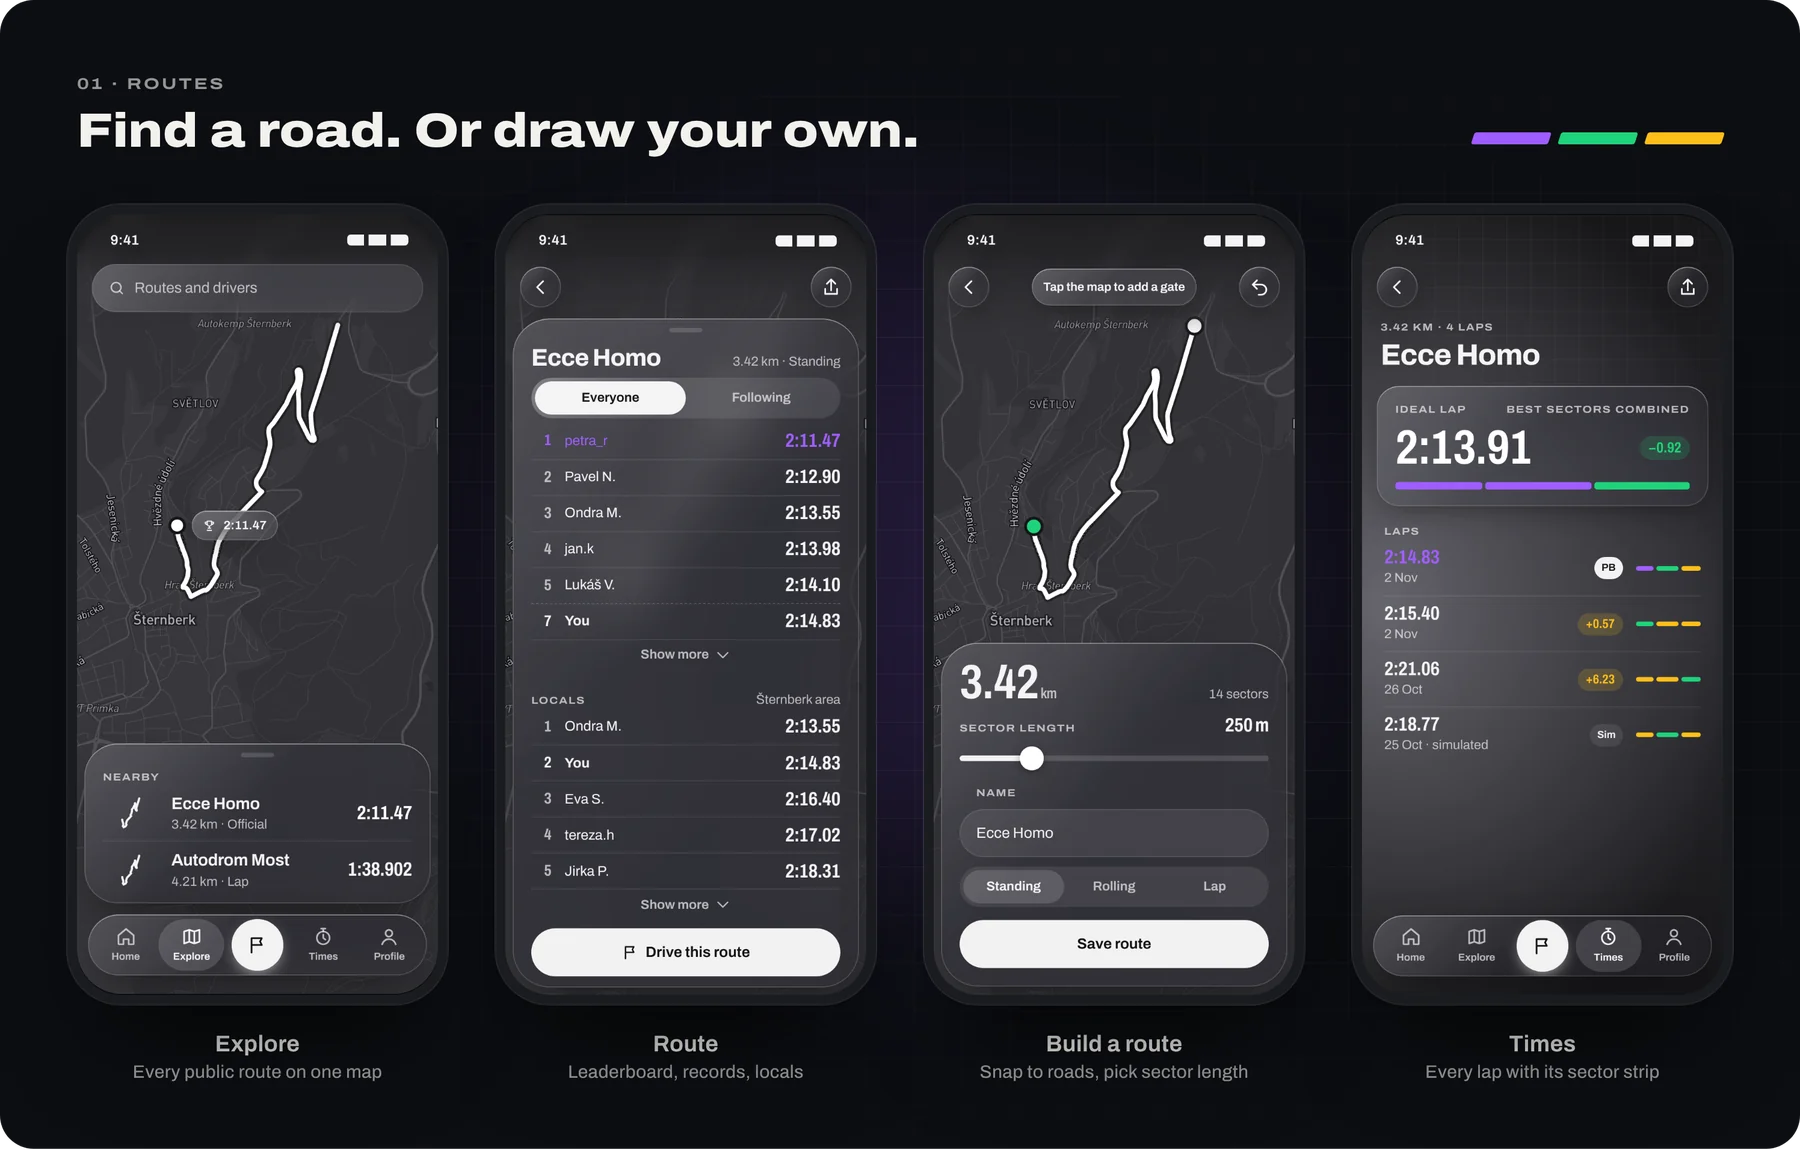 01 · ROUTES
Find a road. Or draw your own.
9:41
Routes and drivers
Autokemp Šternberk
SVĚTLOV
Hvězdné údolí
Jesenická
Tolstého
2:11.47
Šternberk
NEARBY
Ecce Homo
3.42 km · Official
2:11.47
Autodrom Most
4.21 km · Lap
1:38.902
Home
Explore
Times
Profile
Explore
Every public route on one map
9:41
Ecce Homo
3.42 km · Standing
Everyone
Following
1 petra_r 2:11.47
2 Pavel N. 2:12.90
3 Ondra M. 2:13.55
4 jan.k 2:13.98
5 Lukáš V. 2:14.10
7 You 2:14.83
Show more
LOCALS
Šternberk area
1 Ondra M. 2:13.55
2 You 2:14.83
3 Eva S. 2:16.40
4 tereza.h 2:17.02
5 Jirka P. 2:18.31
Show more
Drive this route
Route
Leaderboard, records, locals
9:41
Tap the map to add a gate
Autokemp Šternberk
SVĚTLOV
Hvězdné údolí
Jesenická
Tolstého
Šternberk
3.42 km
14 sectors
SECTOR LENGTH
250 m
NAME
Ecce Homo
Standing
Rolling
Lap
Save route
Build a route
Snap to roads, pick sector length
9:41
3.42 KM · 4 LAPS
Ecce Homo
IDEAL LAP
BEST SECTORS COMBINED
2:13.91
−0.92
LAPS
2:14.83
2 Nov
PB
2:15.40
2 Nov
+0.57
2:21.06
26 Oct
+6.23
2:18.77
25 Oct · simulated
Sim
Home
Explore
Times
Profile
Times
Every lap with its sector strip